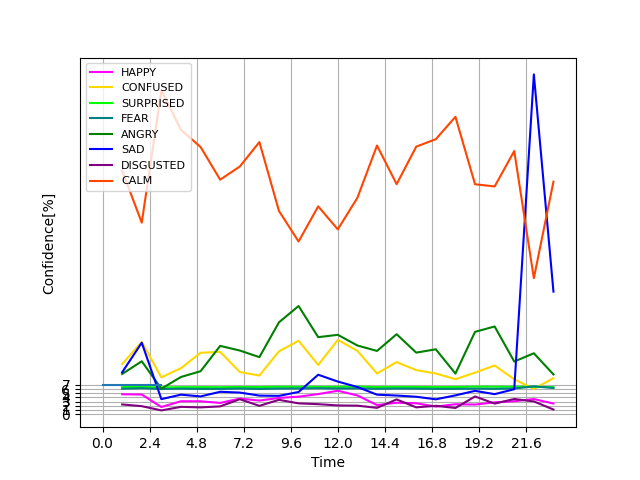 HAPPY
CONFUSED
SURPRISED
FEAR
ANGRY
SAD
DISGUSTED
CALM
Confidence[%]
7
6
0
0.0 2.4 4.8 7.2 9.6 12.0 14.4 16.8 19.2 21.6
Time